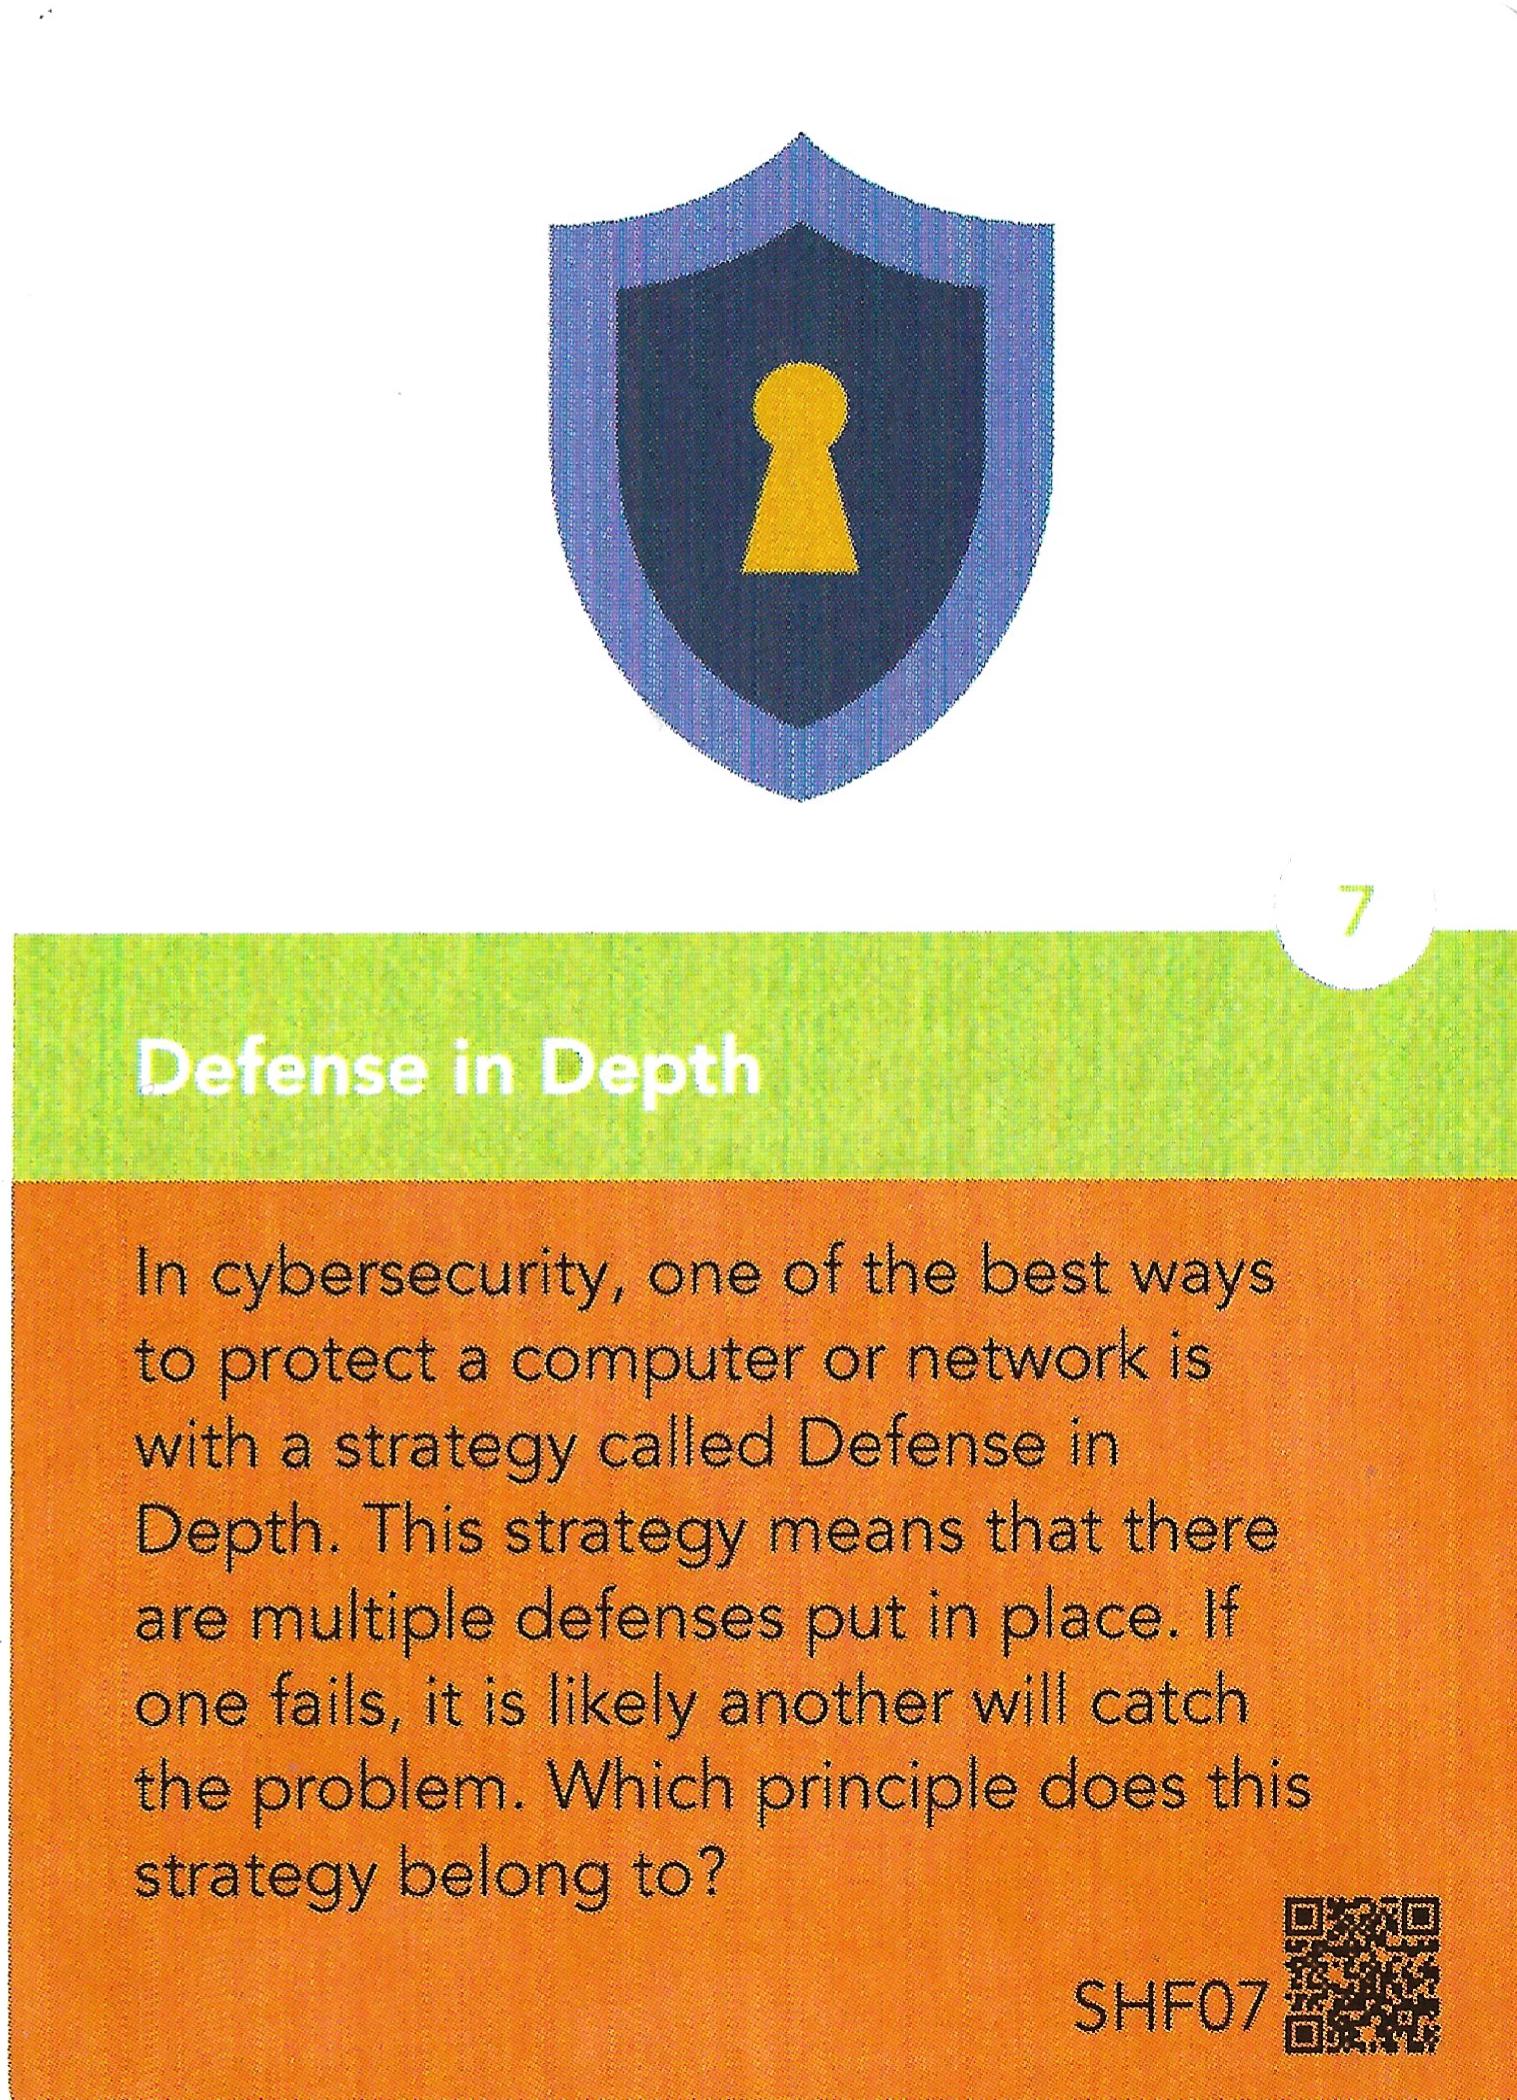 7
Defense in Depth
In cybersecurity, one of the best ways
to protect a computer or network is
with a strategy called Defense in
Depth. This strategy means that there
are multiple defenses put in place. If
one fails, it is likely another will catch
the problem. Which principle does this
strategy belong to?
SHF07